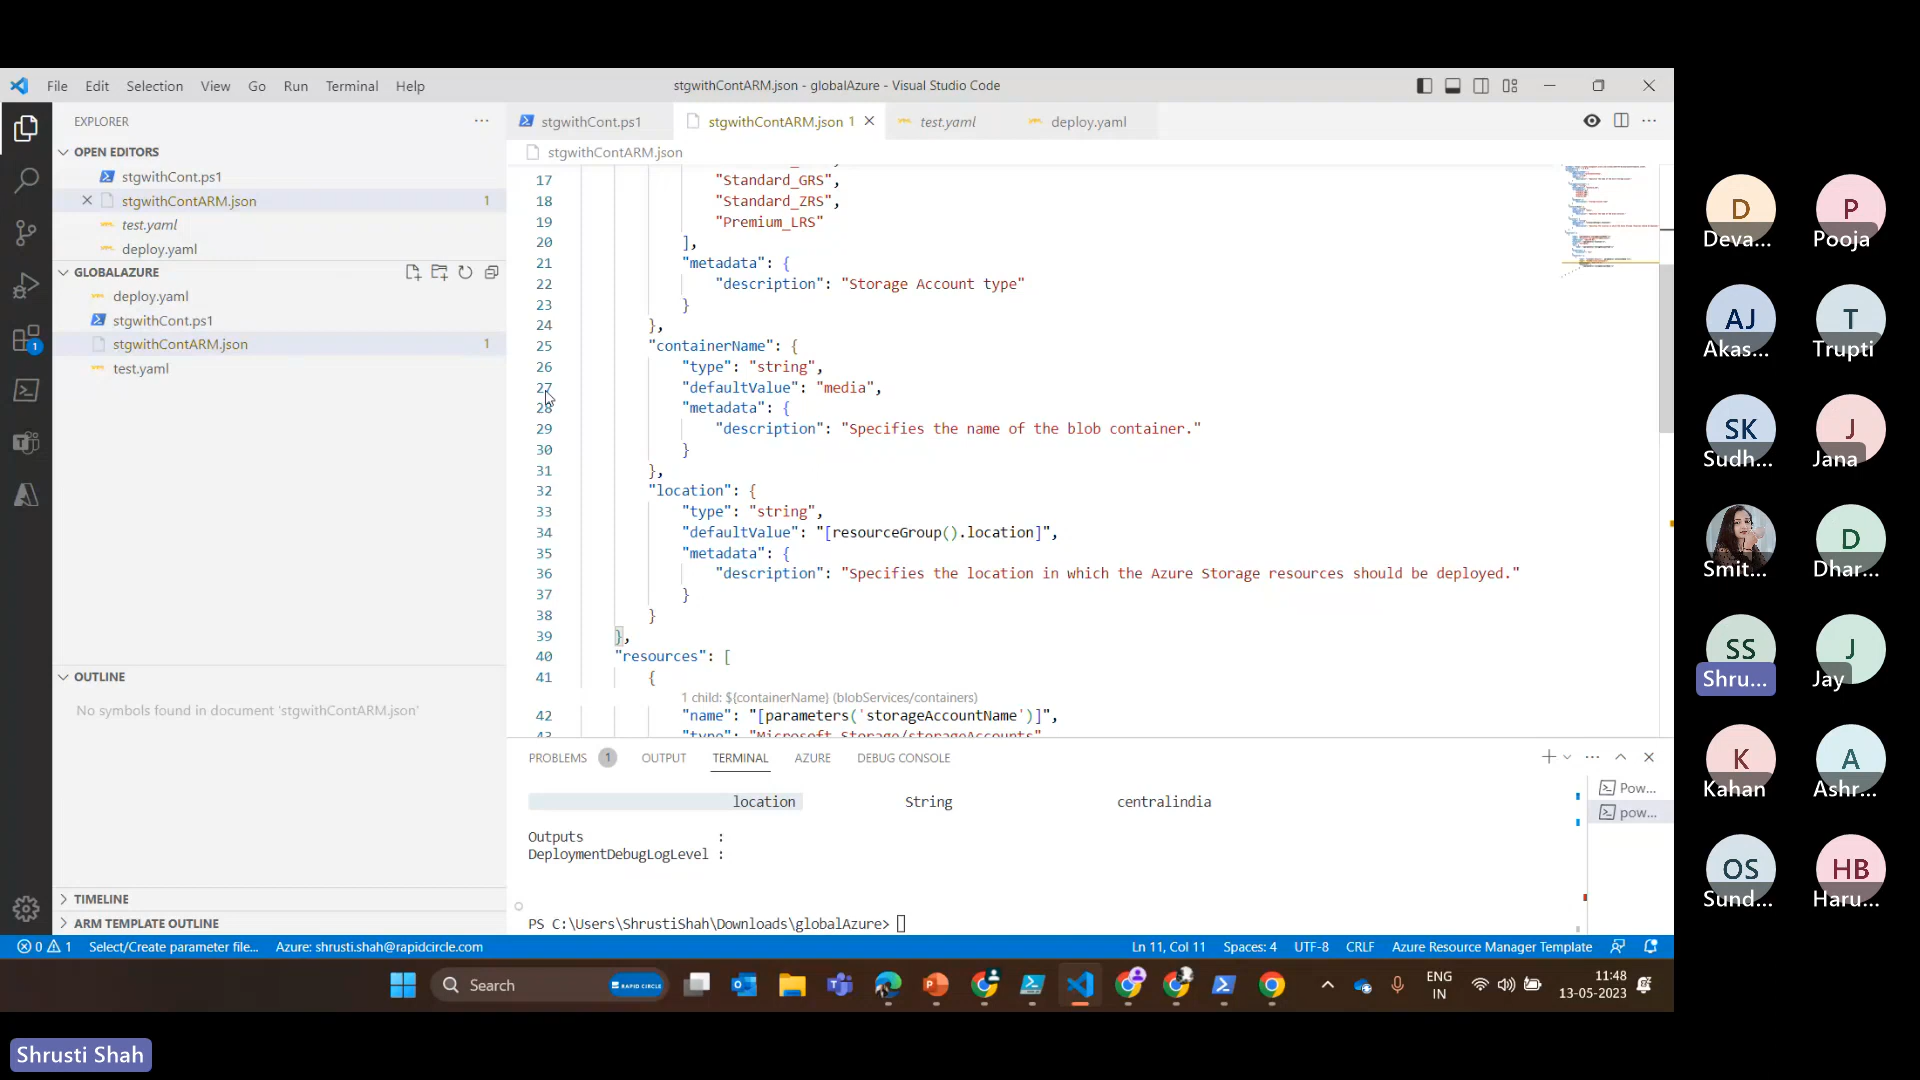 File Edit Selection View Go Run Terminal Help
stgwithContARM.json - globalAzure - Visual Studio Code
EXPLORER
OPEN EDITORS
stgwithCont.ps1
stgwithContARM.json 1
test.yaml
deploy.yaml
GLOBALAZURE
deploy.yaml
stgwithCont.ps1
stgwithContARM.json 1
test.yaml
OUTLINE
No symbols found in document 'stgwithContARM.json'
TIMELINE
ARM TEMPLATE OUTLINE
stgwithCont.ps1 stgwithContARM.json 1 test.yaml deploy.yaml
stgwithContARM.json
17 "Standard_GRS",
18 "Standard_ZRS",
19 "Premium_LRS"
20 ],
21 "metadata": {
22 "description": "Storage Account type"
23 }
24 },
25 "containerName": {
26 "type": "string",
27 "defaultValue": "media",
28 "metadata": {
29 "description": "Specifies the name of the blob container."
30 }
31 },
32 "location": {
33 "type": "string",
34 "defaultValue": "[resourceGroup().location]",
35 "metadata": {
36 "description": "Specifies the location in which the Azure Storage resources should be deployed."
37 }
38 }
39 },
40 "resources": [
41 {
1 child: ${containerName} (blobServices/containers)
42 "name": "[parameters('storageAccountName')]",
43 "type": "Microsoft.Storage/storageAccounts"
PROBLEMS 1 OUTPUT TERMINAL AZURE DEBUG CONSOLE
location String centralindia
Outputs :
DeploymentDebugLogLevel :
PS C:\Users\ShrustiShah\Downloads\globalAzure>
Pow...
pow...
0 1 Select/Create parameter file... Azure: shrusti.shah@rapidcircle.com Ln 11, Col 11 Spaces: 4 UTF-8 CRLF Azure Resource Manager Template
Search RAPID CIRCLE
ENG
IN
11:48
13-05-2023
D
Deva...
P
Pooja
AJ
Akas...
T
Trupti
SK
Sudh...
J
Jana
Smit...
D
Dhar...
SS
Shru...
J
Jay
K
Kahan
A
Ashr...
OS
Sund...
HB
Haru...
Shrusti Shah